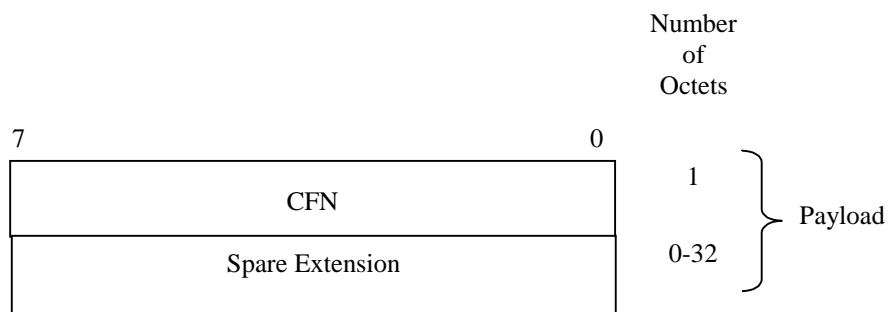 Number
of
Octets
7 0
CFN 1
Payload
Spare Extension 0-32